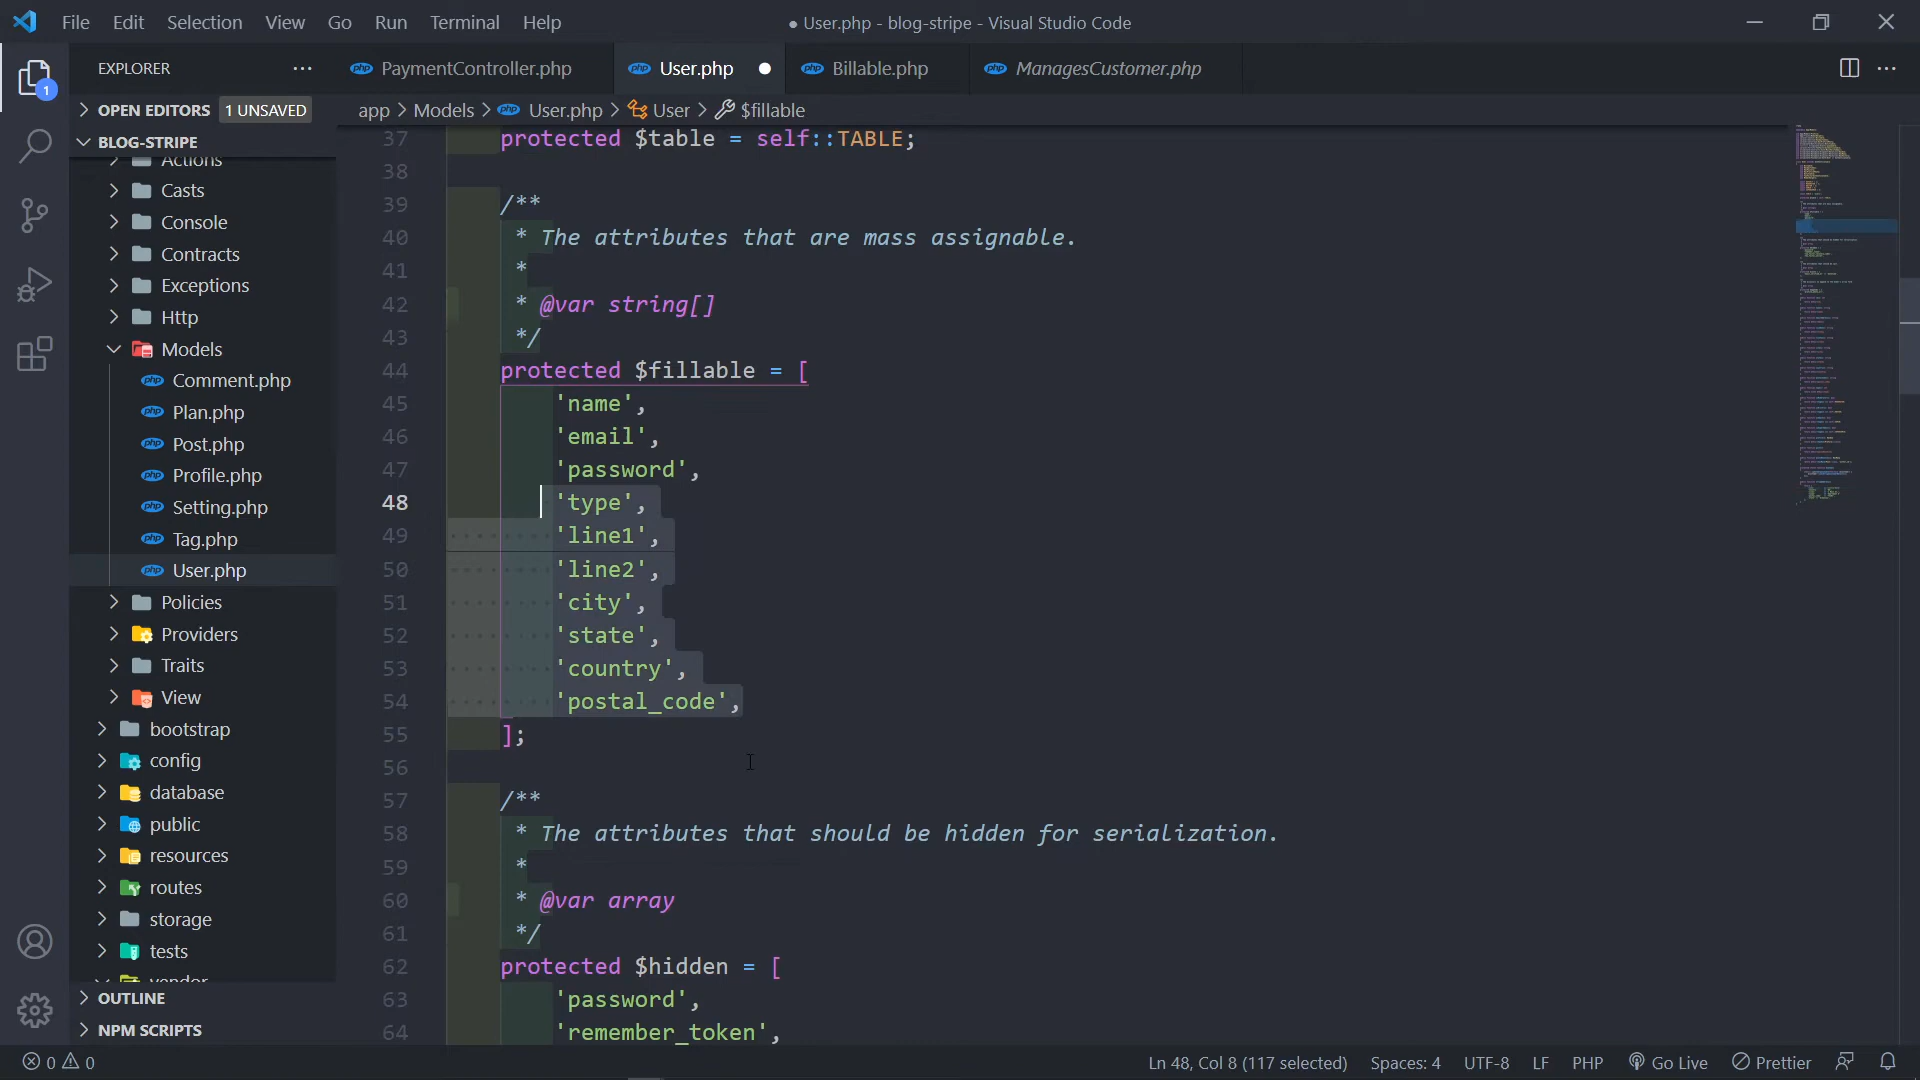 File Edit Selection View Go Run Terminal Help
● User.php - blog-stripe - Visual Studio Code
EXPLORER
PaymentController.php
User.php
Billable.php
ManagesCustomer.php
OPEN EDITORS 1 UNSAVED
app > Models > User.php > User > $fillable
BLOG-STRIPE
Actions
Casts
Console
Contracts
Exceptions
Http
Models
Comment.php
Plan.php
Post.php
Profile.php
Setting.php
Tag.php
User.php
Policies
Providers
Traits
View
bootstrap
config
database
public
resources
routes
storage
tests
vendor
OUTLINE
NPM SCRIPTS
37 protected $table = self::TABLE;
38
39 /**
40 * The attributes that are mass assignable.
41 *
42 * @var string[]
43 */
44 protected $fillable = [
45 'name',
46 'email',
47 'password',
48 'type',
49 'line1',
50 'line2',
51 'city',
52 'state',
53 'country',
54 'postal_code',
55 ];
56
57 /**
58 * The attributes that should be hidden for serialization.
59 *
60 * @var array
61 */
62 protected $hidden = [
63 'password',
64 'remember_token',
1
0 0
Ln 48, Col 8 (117 selected) Spaces: 4 UTF-8 LF PHP Go Live Prettier